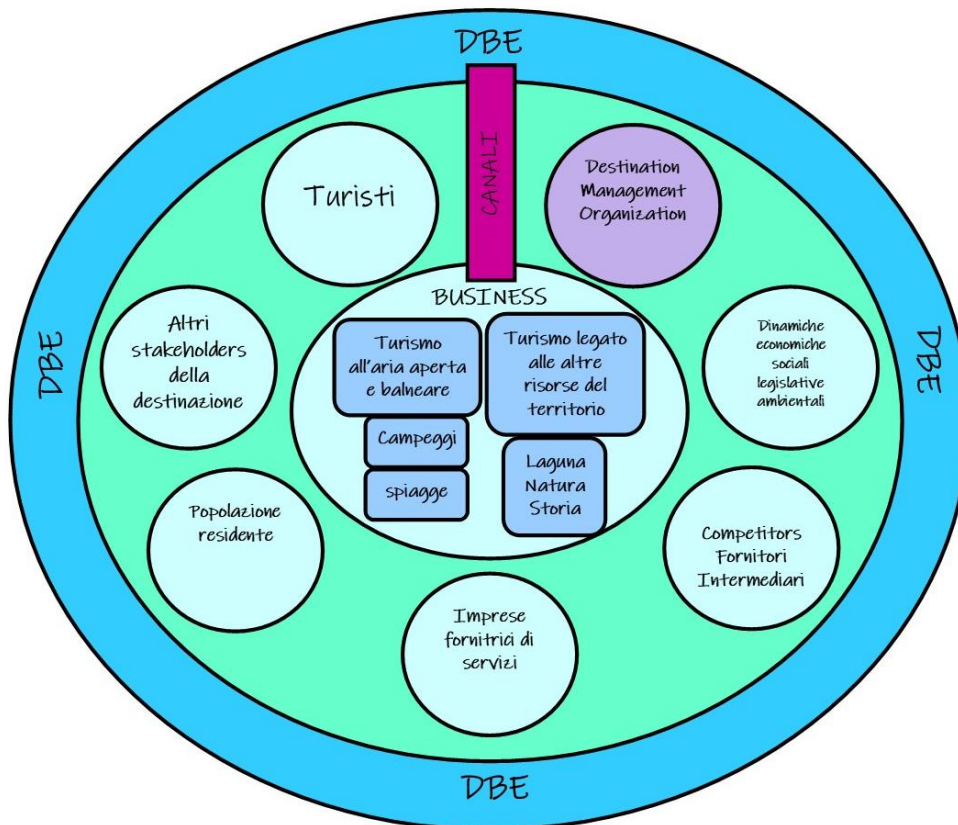 DBE
CANALI
Turisti
Destination
Management
Organization
BUSINESS
Altri
stakeholders
della
destinazione
Turismo
all'aria aperta
e balneare
Turismo legato
alle altre
risorse del
territorio
Dinamiche
economiche
sociali
legislative
ambientali
DBE
DBE
Campeggi
spiagge
Laguna
Natura
Storia
Popolazione
residente
Competitors
Fornitori
Intermediari
Imprese
fornitrici di
servizi
DBE